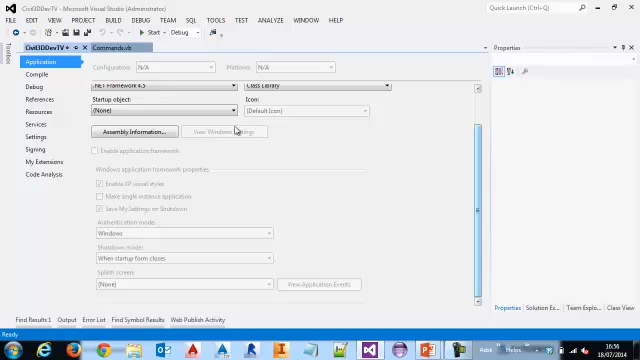 Civil3DDevTV - Microsoft Visual Studio (Administrator)
Quick Launch (Ctrl+Q)
FILE EDIT VIEW PROJECT BUILD DEBUG TEAM SQL TOOLS TEST ANALYZE WINDOW HELP
Start Debug
Toolbox
Civil3DDevTV Commands.vb
Properties
Application
Compile
Debug
References
Resources
Services
Settings
Signing
My Extensions
Code Analysis
Configuration: N/A Platform: N/A
.NET Framework 4.5 Class Library
Startup object: Icon:
(None) (Default Icon)
Assembly Information... View Windows Settings
Enable application framework
Windows application framework properties
Enable XP visual styles
Make single instance application
Save My.Settings on Shutdown
Authentication mode:
Windows
Shutdown mode:
When startup form closes
Splash screen:
(None) View Application Events
Properties Solution Ex... Team Explo... Class View
Find Results 1 Output Error List Find Symbol Results Web Publish Activity
Ready
Helps
16:56
18/07/2014